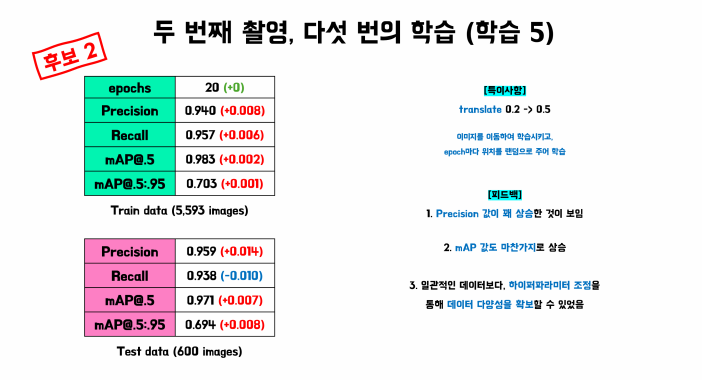 두 번째 촬영, 다섯 번의 학습 (학습 5)
후보 2
epochs 20 (+0)
Precision 0.940 (+0.008)
Recall 0.957 (+0.006)
mAP@.5 0.983 (+0.002)
mAP@.5:.95 0.703 (+0.001)
Train data (5,593 images)
Precision 0.959 (+0.014)
Recall 0.938 (-0.010)
mAP@.5 0.971 (+0.007)
mAP@.5:.95 0.694 (+0.008)
Test data (600 images)
[특이사항]
translate 0.2 -> 0.5
이미지를 이동하여 학습시키고,
epoch마다 위치를 랜덤으로 주어 학습
[피드백]
1. Precision 값이 꽤 상승한 것이 보임
2. mAP 값도 마찬가지로 상승
3. 일관적인 데이터보다, 하이퍼파라미터 조정을
통해 데이터 다양성을 확보할 수 있었음